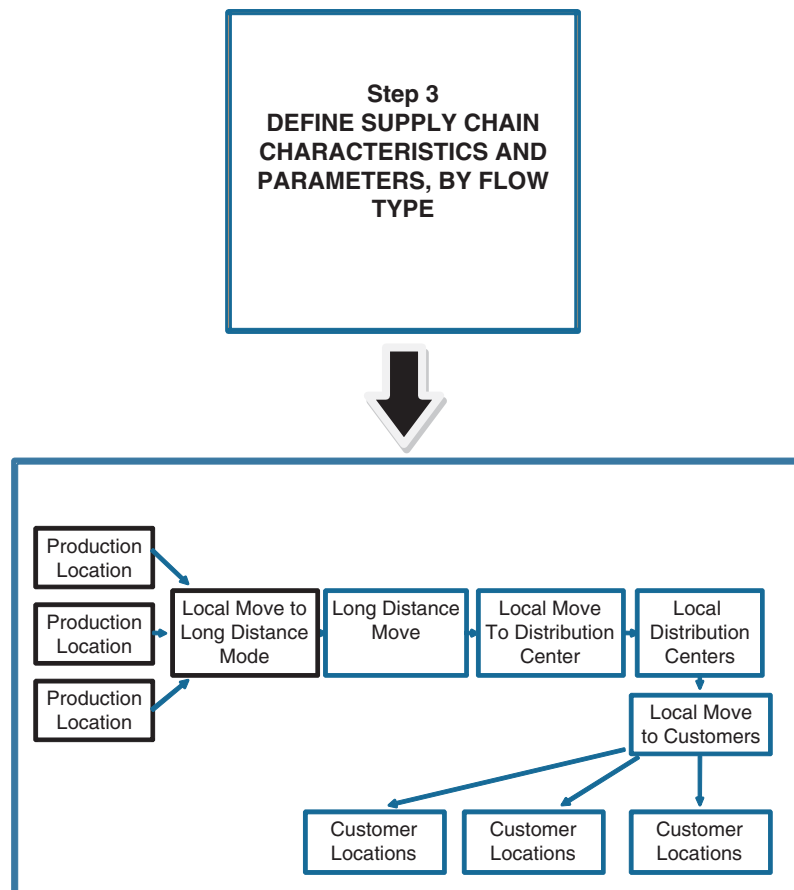 Step 3
DEFINE SUPPLY CHAIN
CHARACTERISTICS AND
PARAMETERS, BY FLOW
TYPE
Production
Location
Production
Location
Production
Location
Local Move to
Long Distance
Mode
Long Distance
Move
Local Move
To Distribution
Center
Local
Distribution
Centers
Local Move
to Customers
Customer
Locations
Customer
Locations
Customer
Locations